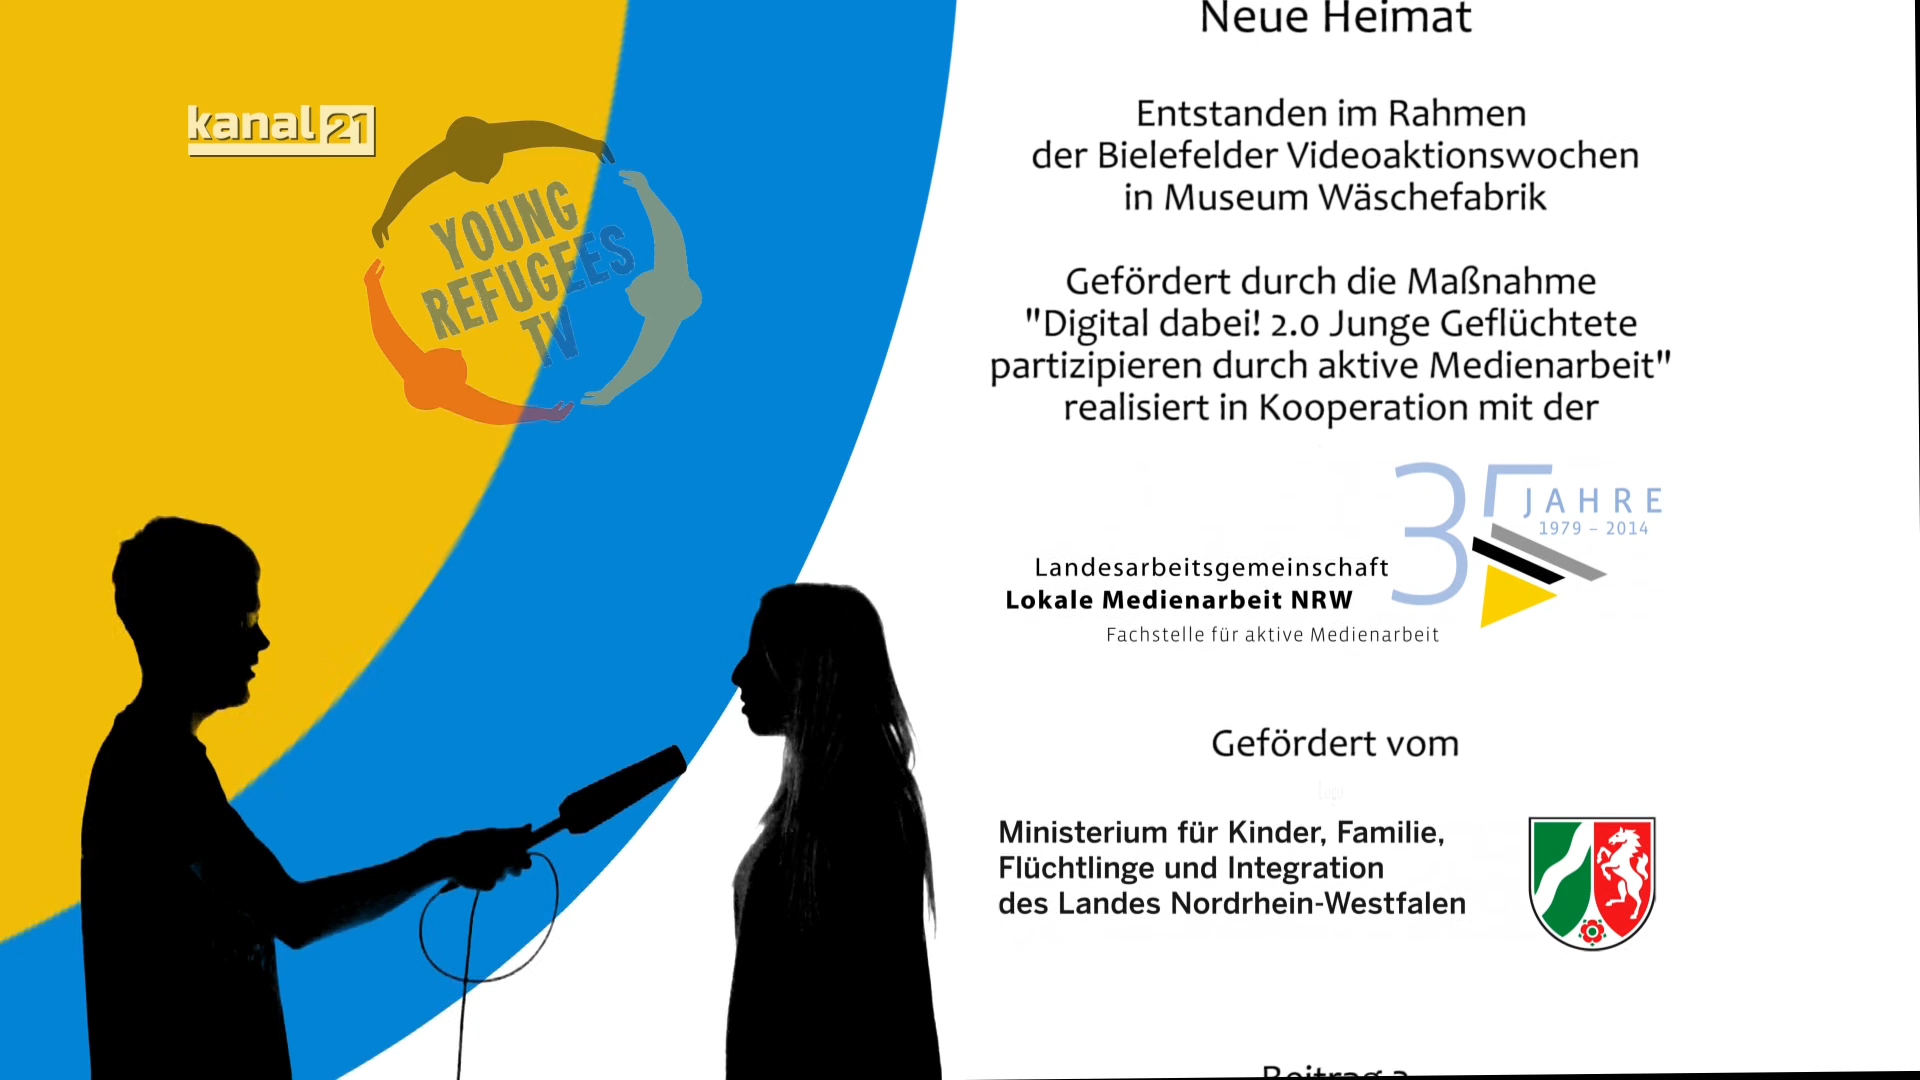 kanal 21
YOUNG
REFUGEES
TV
Neue Heimat
Entstanden im Rahmen
der Bielefelder Videoaktionswochen
in Museum Wäschefabrik
Gefördert durch die Maßnahme
"Digital dabei! 2.0 Junge Geflüchtete
partizipieren durch aktive Medienarbeit"
realisiert in Kooperation mit der
35 JAHRE
1979 – 2014
Landesarbeitsgemeinschaft
Lokale Medienarbeit NRW
Fachstelle für aktive Medienarbeit
Gefördert vom
Ministerium für Kinder, Familie,
Flüchtlinge und Integration
des Landes Nordrhein-Westfalen